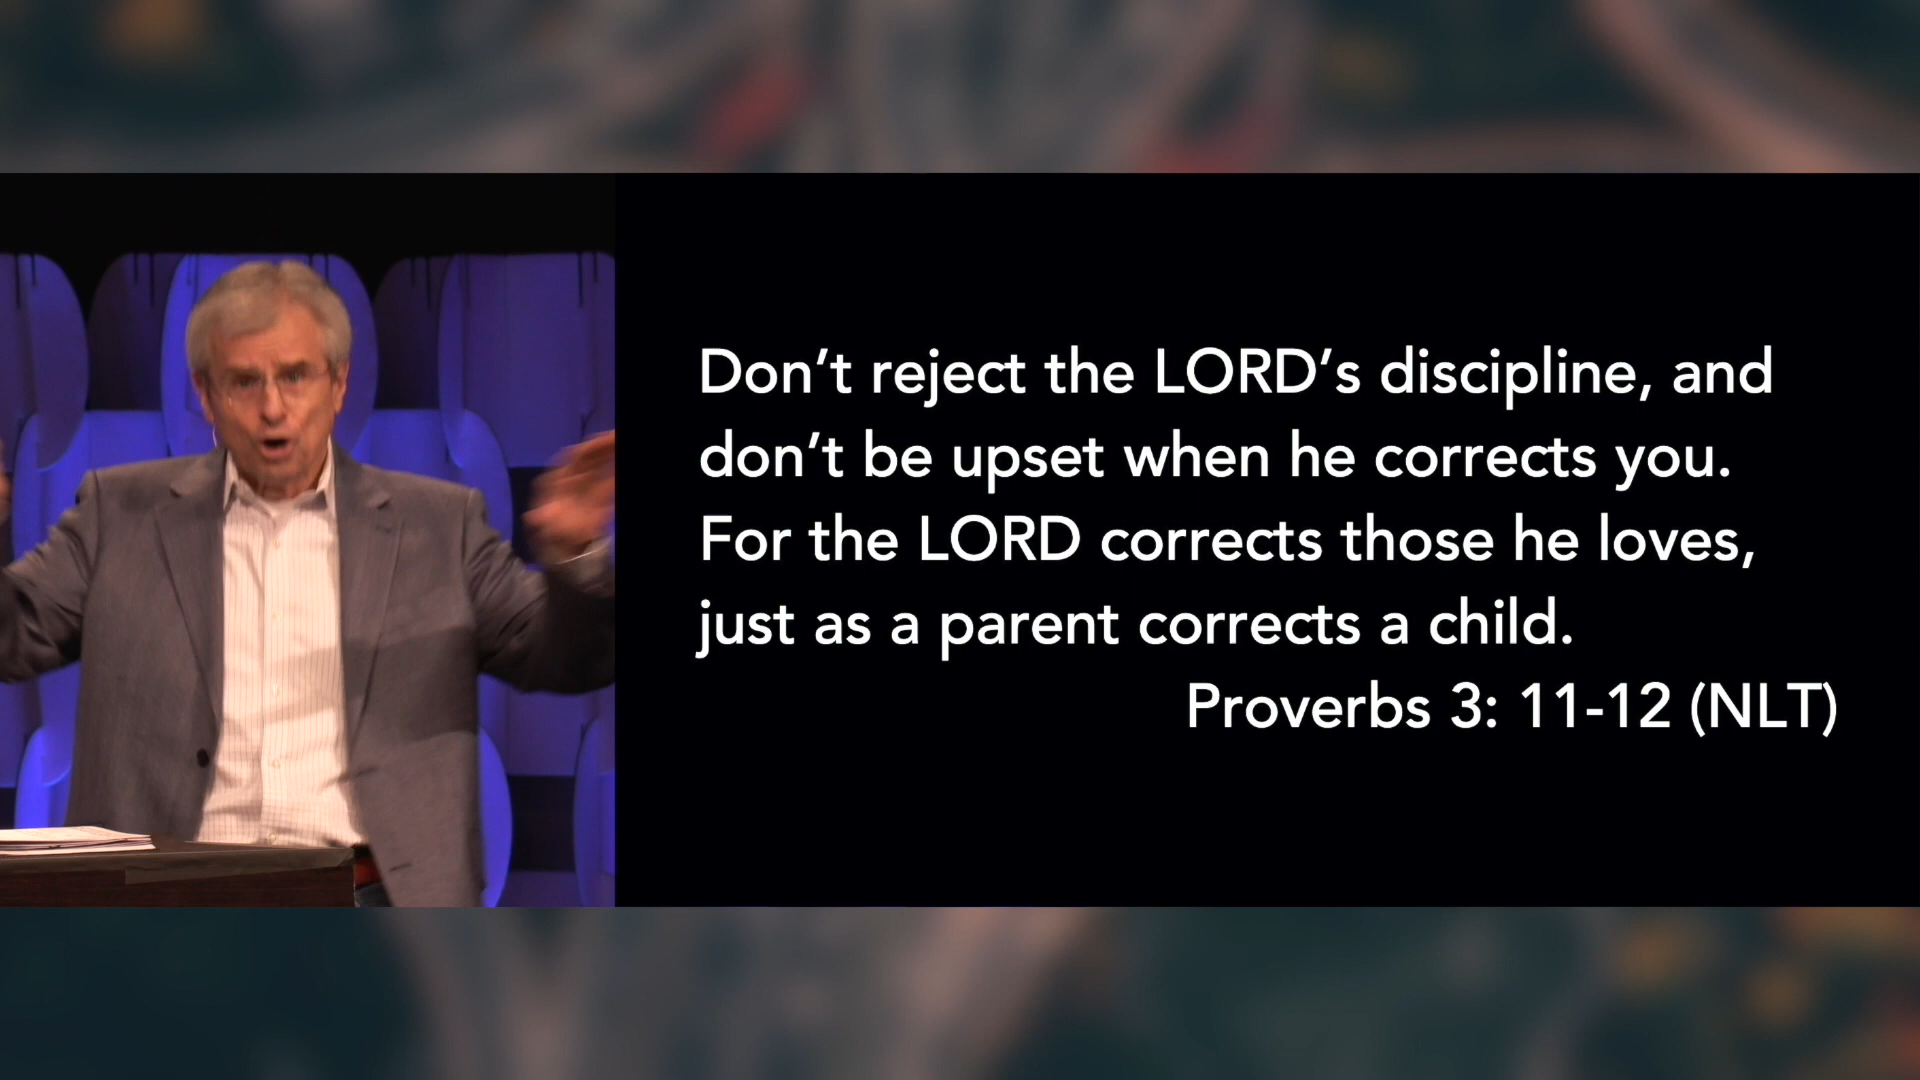 Don’t reject the LORD’s discipline, and
don’t be upset when he corrects you.
For the LORD corrects those he loves,
just as a parent corrects a child.
Proverbs 3: 11-12 (NLT)